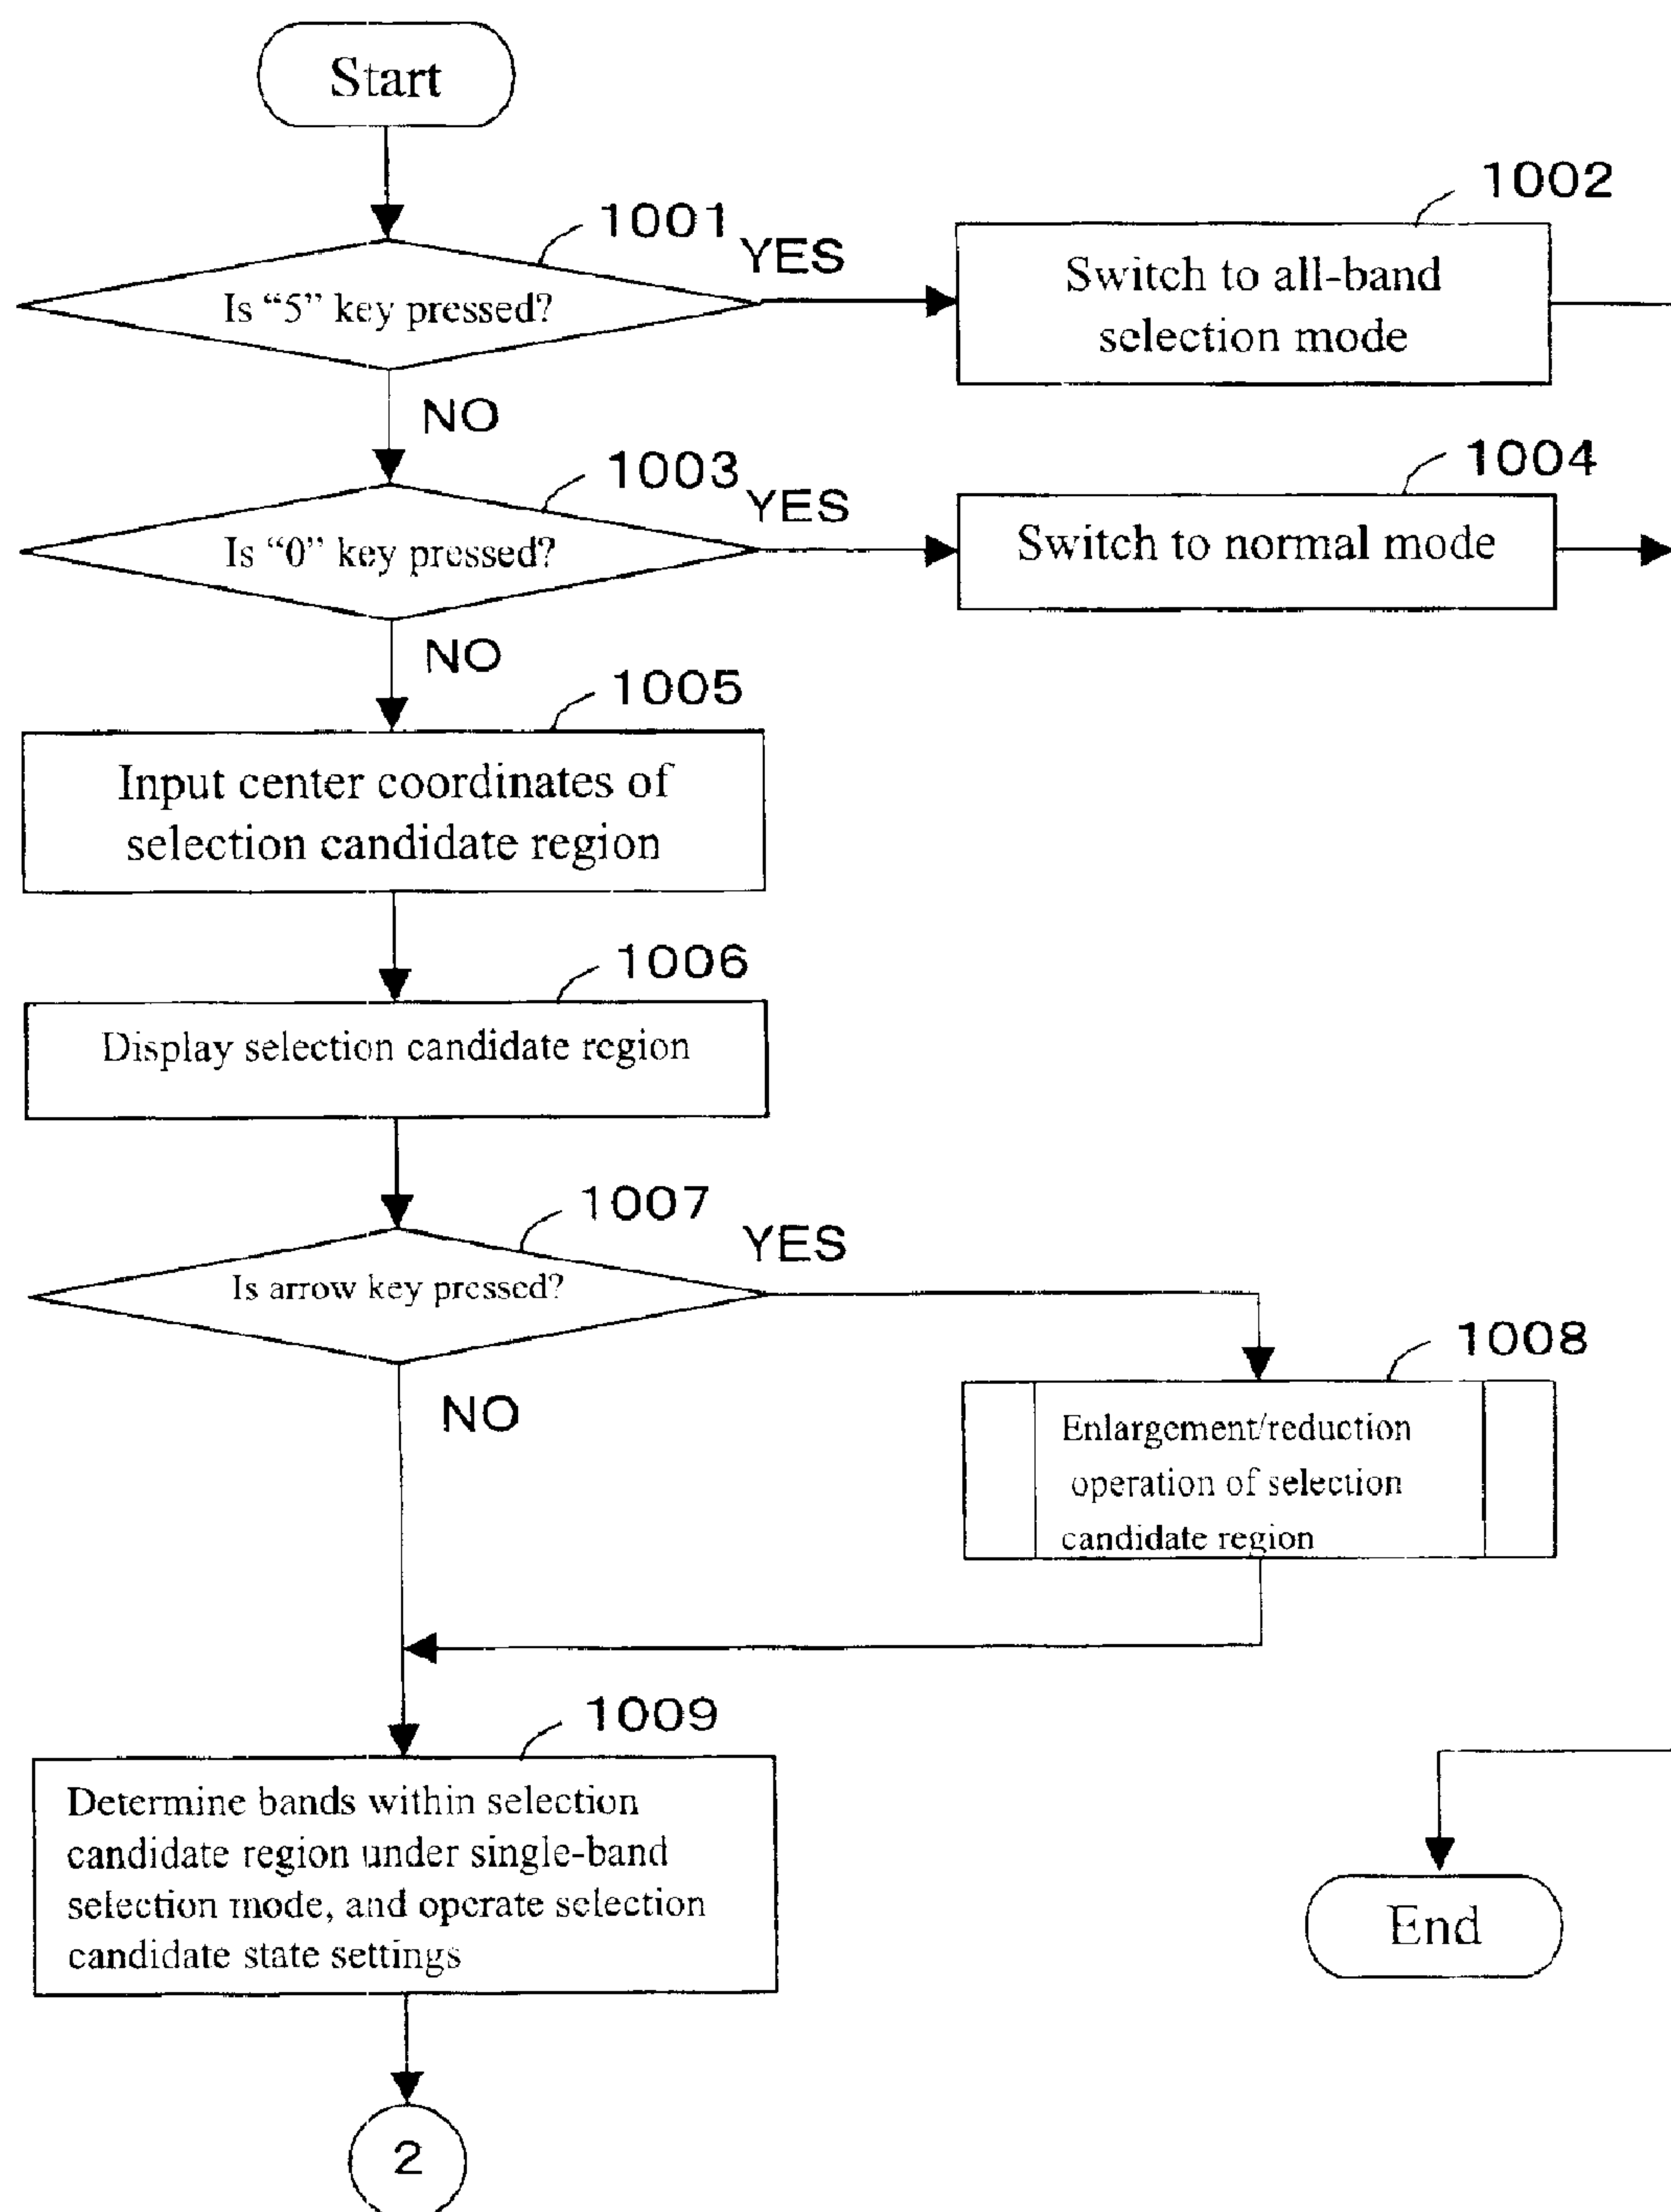 Start
1001
Is “5” key pressed?
YES
1002
Switch to all-band
selection mode
NO
1003
Is “0” key pressed?
YES
1004
Switch to normal mode
NO
1005
Input center coordinates of
selection candidate region
1006
Display selection candidate region
1007
Is arrow key pressed?
YES
1008
Enlargement/reduction
operation of selection
candidate region
NO
1009
Determine bands within selection
candidate region under single-band
selection mode, and operate selection
candidate state settings
End
2